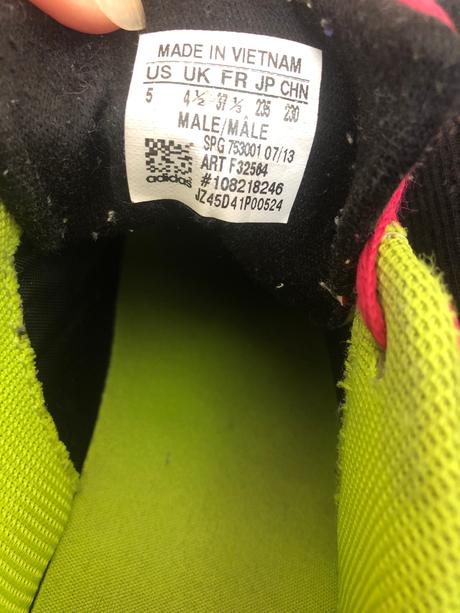 MADE IN VIETNAM
US UK FR JP CHN
5 4½ 37⅓ 235 230
MALE/MÂLE
SPG 753001 07/13
ART F32584
#108218246
JZ45D41P00524
adidas